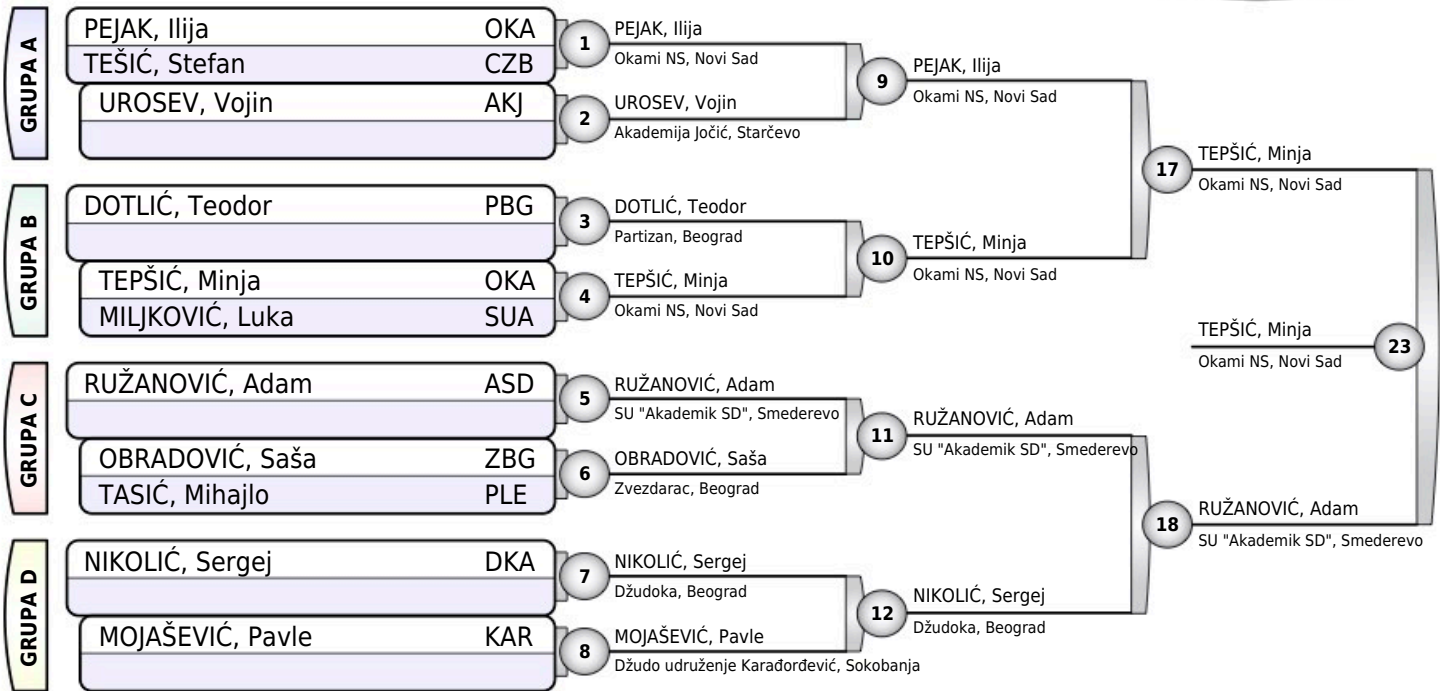 GRUPA A
PEJAK, Ilija OKA
TEŠIĆ, Stefan CZB
UROSEV, Vojin AKJ
1
PEJAK, Ilija
Okami NS, Novi Sad
2
UROSEV, Vojin
Akademija Jočić, Starčevo
9
PEJAK, Ilija
Okami NS, Novi Sad
GRUPA B
DOTLIĆ, Teodor PBG
TEPŠIĆ, Minja OKA
MILJKOVIĆ, Luka SUA
3
DOTLIĆ, Teodor
Partizan, Beograd
4
TEPŠIĆ, Minja
Okami NS, Novi Sad
10
TEPŠIĆ, Minja
Okami NS, Novi Sad
17
TEPŠIĆ, Minja
Okami NS, Novi Sad
GRUPA C
RUŽANOVIĆ, Adam ASD
OBRADOVIĆ, Saša ZBG
TASIĆ, Mihajlo PLE
5
RUŽANOVIĆ, Adam
SU "Akademik SD", Smederevo
6
OBRADOVIĆ, Saša
Zvezdarac, Beograd
11
RUŽANOVIĆ, Adam
SU "Akademik SD", Smederevo
GRUPA D
NIKOLIĆ, Sergej DKA
MOJAŠEVIĆ, Pavle KAR
7
NIKOLIĆ, Sergej
Džudoka, Beograd
8
MOJAŠEVIĆ, Pavle
Džudo udruženje Karađorđević, Sokobanja
12
NIKOLIĆ, Sergej
Džudoka, Beograd
18
RUŽANOVIĆ, Adam
SU "Akademik SD", Smederevo
TEPŠIĆ, Minja
Okami NS, Novi Sad
23